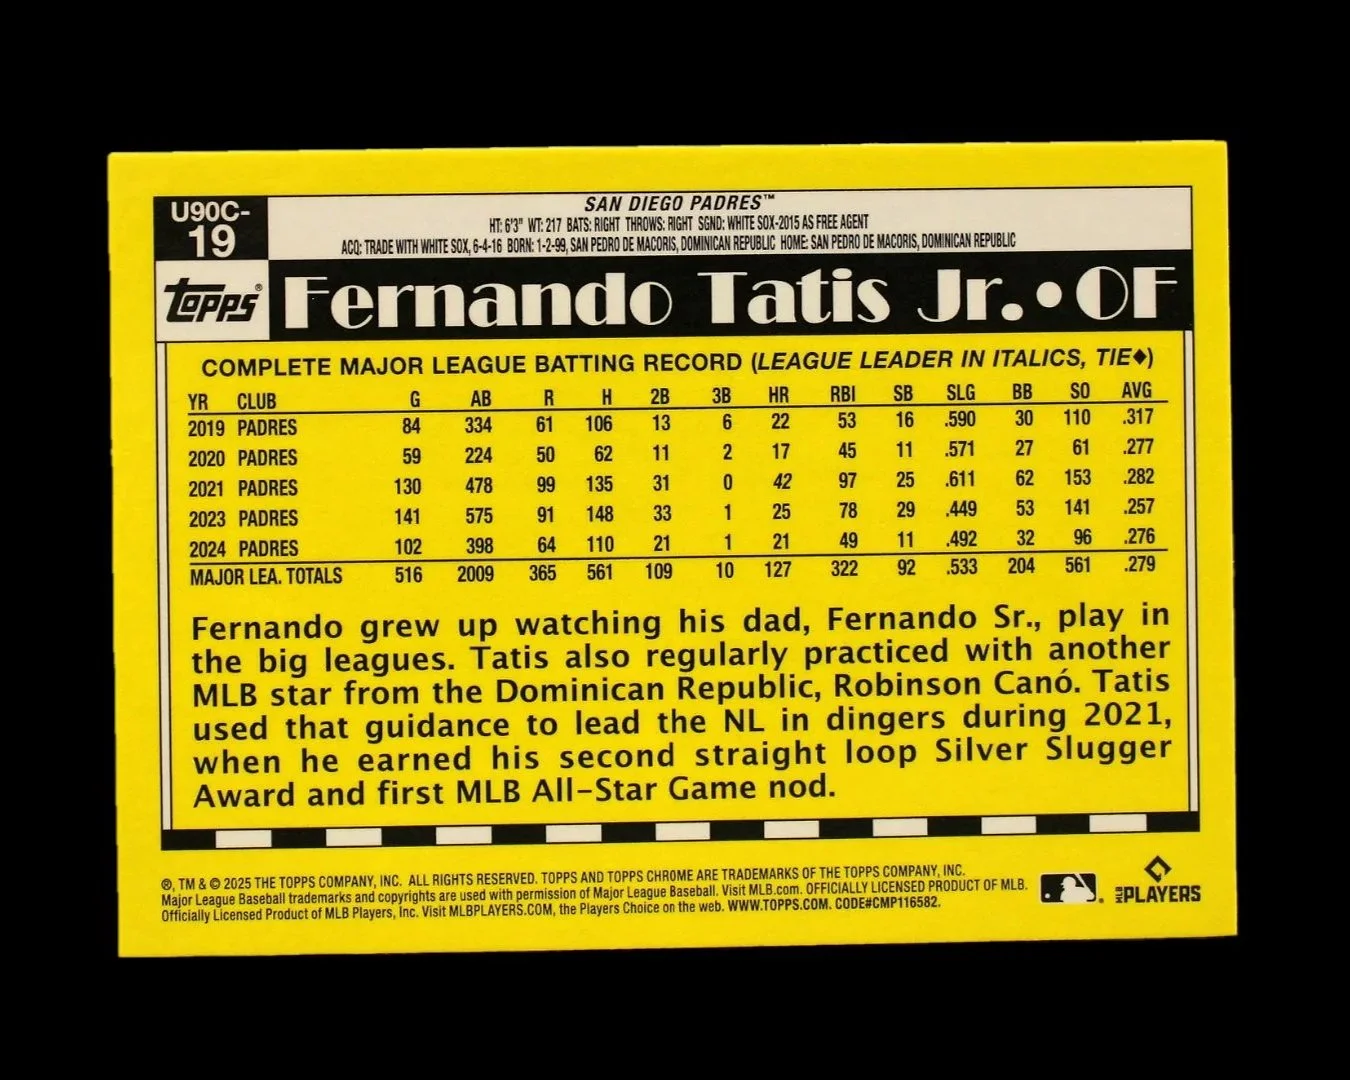 U90C-
19
SAN DIEGO PADRES™
HT: 6'3" WT: 217 BATS: RIGHT THROWS: RIGHT SGND: WHITE SOX-2015 AS FREE AGENT
ACQ: TRADE WITH WHITE SOX, 6-4-16 BORN: 1-2-99, SAN PEDRO DE MACORIS, DOMINICAN REPUBLIC HOME: SAN PEDRO DE MACORIS, DOMINICAN REPUBLIC
Topps®
Fernando Tatis Jr. • OF
COMPLETE MAJOR LEAGUE BATTING RECORD (LEAGUE LEADER IN ITALICS, TIE♦)
YR CLUB G AB R H 2B 3B HR RBI SB SLG BB SO AVG
2019 PADRES 84 334 61 106 13 6 22 53 16 .590 30 110 .317
2020 PADRES 59 224 50 62 11 2 17 45 11 .571 27 61 .277
2021 PADRES 130 478 99 135 31 0 42 97 25 .611 62 153 .282
2023 PADRES 141 575 91 148 33 1 25 78 29 .449 53 141 .257
2024 PADRES 102 398 64 110 21 1 21 49 11 .492 32 96 .276
MAJOR LEA. TOTALS 516 2009 365 561 109 10 127 322 92 .533 204 561 .279
Fernando grew up watching his dad, Fernando Sr., play in
the big leagues. Tatis also regularly practiced with another
MLB star from the Dominican Republic, Robinson Canó. Tatis
used that guidance to lead the NL in dingers during 2021,
when he earned his second straight loop Silver Slugger
Award and first MLB All-Star Game nod.
®, TM & © 2025 THE TOPPS COMPANY, INC. ALL RIGHTS RESERVED. TOPPS AND TOPPS CHROME ARE TRADEMARKS OF THE TOPPS COMPANY, INC.
Major League Baseball trademarks and copyrights are used with permission of Major League Baseball. Visit MLB.com. OFFICIALLY LICENSED PRODUCT OF MLB.
Officially Licensed Product of MLB Players, Inc. Visit MLBPLAYERS.COM, the Players Choice on the web. WWW.TOPPS.COM. CODE#CMP116582.
MLB PLAYERS